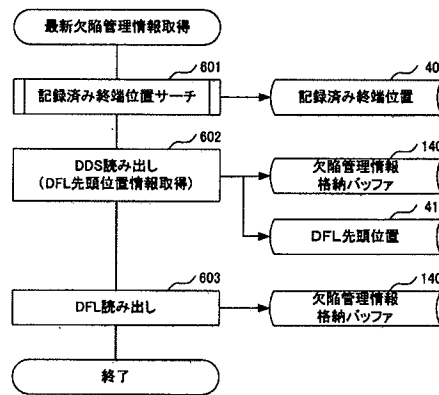 最新欠陥管理情報取得
601
記録済み終端位置サーチ
40
記録済み終端位置
602
DDS読み出し
(DFL先頭位置情報取得)
140
欠陥管理情報
格納バッファ
41
DFL先頭位置
603
DFL読み出し
140
欠陥管理情報
格納バッファ
終了